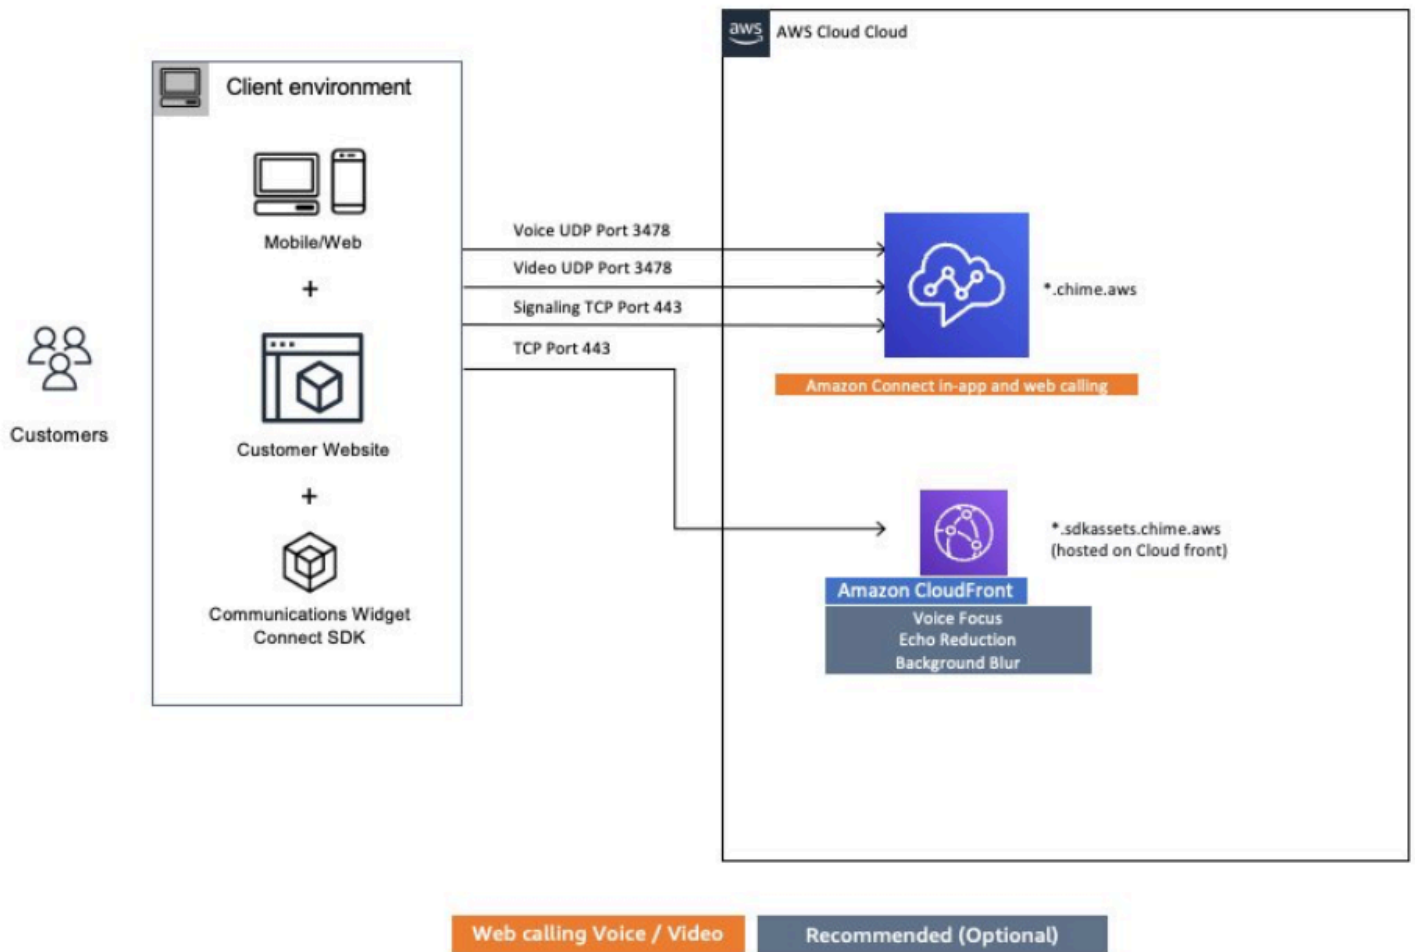 aws
AWS Cloud Cloud
Client environment
Mobile/Web
+
Customer Website
+
Communications Widget
Connect SDK
Customers
Voice UDP Port 3478
Video UDP Port 3478
Signaling TCP Port 443
TCP Port 443
*.chime.aws
Amazon Connect in-app and web calling
*.sdkassets.chime.aws
(hosted on Cloud front)
Amazon CloudFront
Voice Focus
Echo Reduction
Background Blur
Web calling Voice / Video
Recommended (Optional)